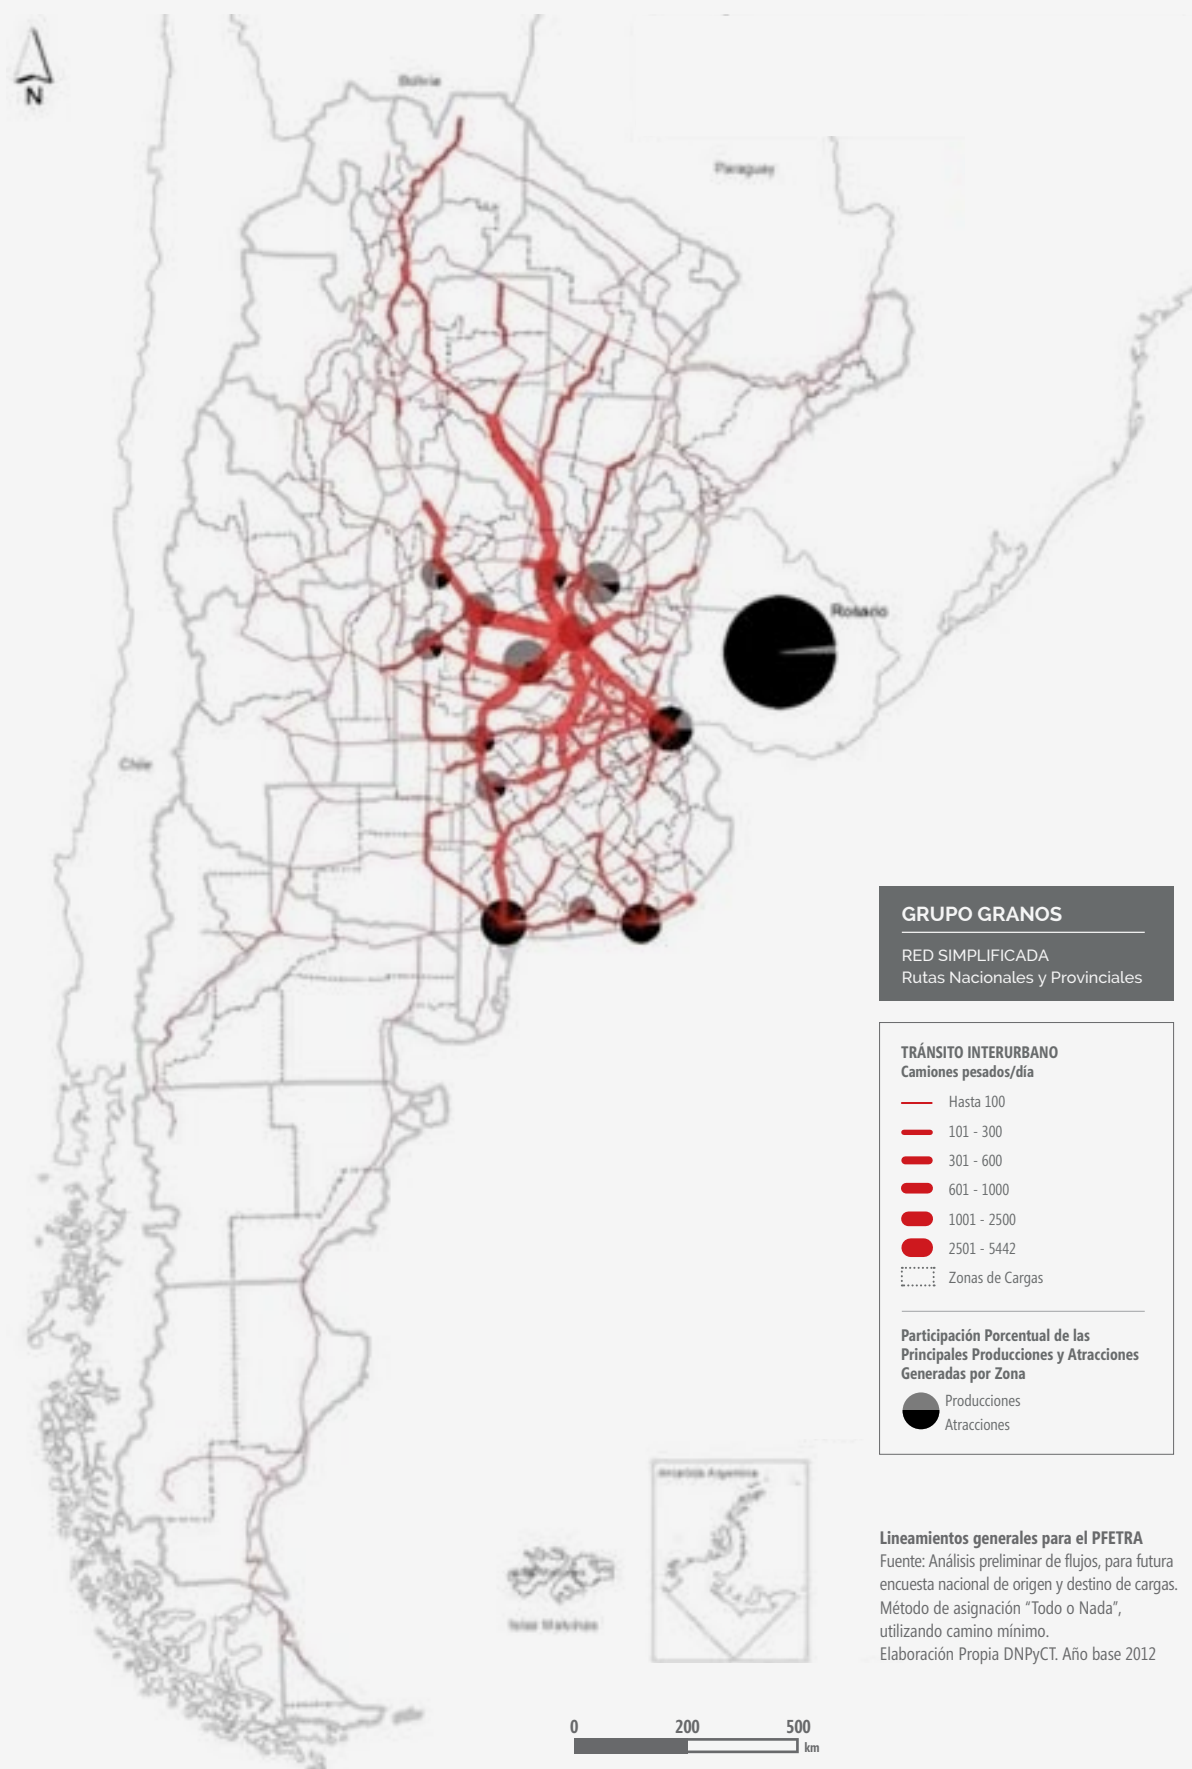 N
Bolivia
Paraguay
Rosario
Chile
GRUPO GRANOS
RED SIMPLIFICADA
Rutas Nacionales y Provinciales
TRÁNSITO INTERURBANO
Camiones pesados/día
Hasta 100
101 - 300
301 - 600
601 - 1000
1001 - 2500
2501 - 5442
Zonas de Cargas
Participación Porcentual de las
Principales Producciones y Atracciones
Generadas por Zona
Producciones
Atracciones
Antártida Argentina
Islas Malvinas
Lineamientos generales para el PFETRA
Fuente: Análisis preliminar de flujos, para futura
encuesta nacional de origen y destino de cargas.
Método de asignación “Todo o Nada”,
utilizando camino mínimo.
Elaboración Propia DNPyCT. Año base 2012
0 200 500
km